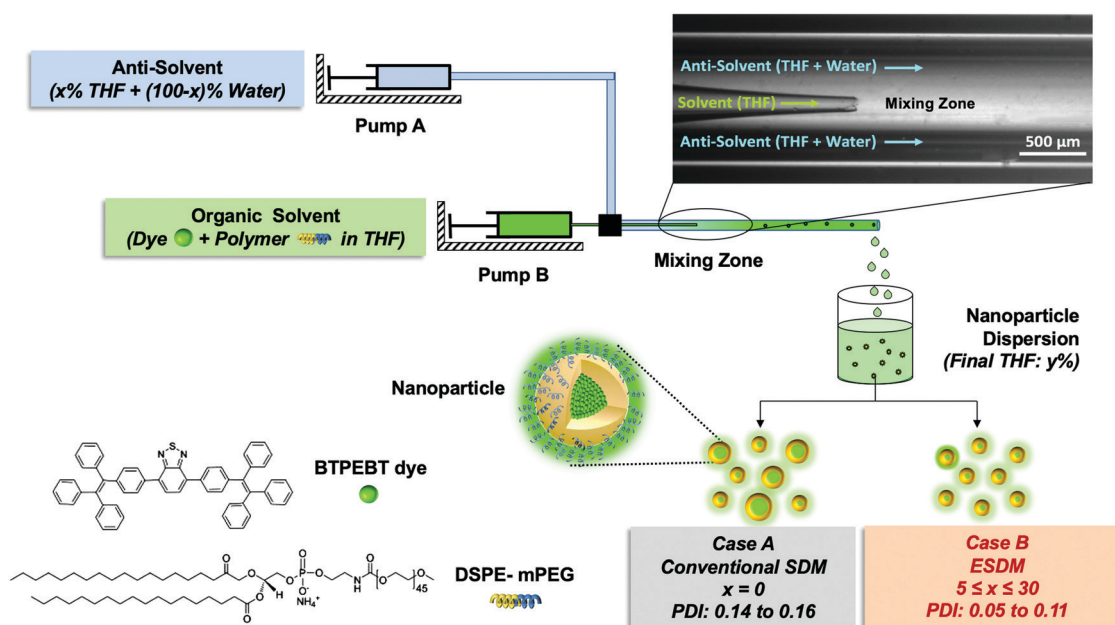 Anti-Solvent
(x% THF + (100-x)% Water)
Pump A
Anti-Solvent (THF + Water)
Solvent (THF)
Mixing Zone
Anti-Solvent (THF + Water)
500 µm
Organic Solvent
(Dye + Polymer in THF)
Pump B
Mixing Zone
Nanoparticle
Dispersion
(Final THF: y%)
Nanoparticle
BTPEBT dye
N S N
DSPE- mPEG
O O O P O O N H O O 45
O O H O⁻ NH₄⁺
O
Case A
Conventional SDM
x = 0
PDI: 0.14 to 0.16
Case B
ESDM
5 ≤ x ≤ 30
PDI: 0.05 to 0.11